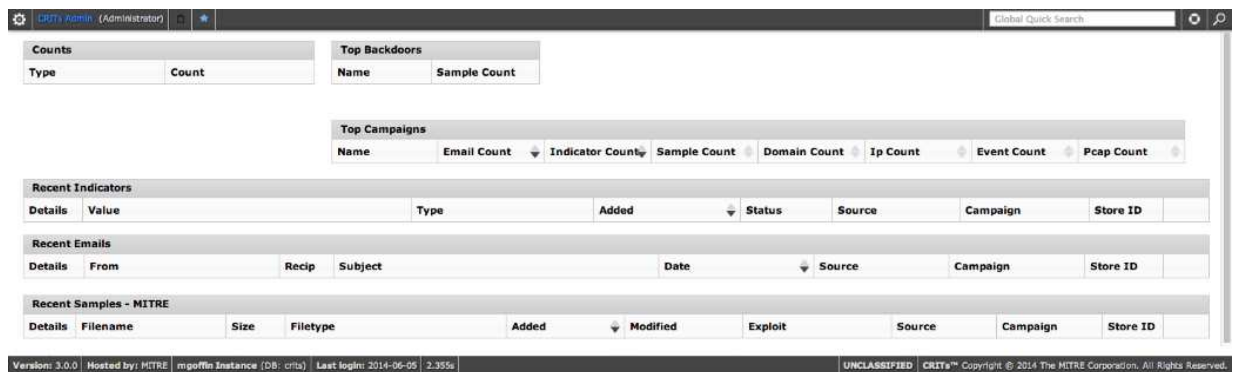 CRITs Admin (Administrator) Global Quick Search
Counts
Type Count
Top Backdoors
Name Sample Count
Top Campaigns
Name Email Count Indicator Count Sample Count Domain Count Ip Count Event Count Pcap Count
Recent Indicators
Details Value Type Added Status Source Campaign Store ID
Recent Emails
Details From Recip Subject Date Source Campaign Store ID
Recent Samples - MITRE
Details Filename Size Filetype Added Modified Exploit Source Campaign Store ID
Version: 3.0.0 Hosted by: MITRE mgoffin Instance (DB: crits) Last login: 2014-06-05 2.355s UNCLASSIFIED CRITs™ Copyright © 2014 The MITRE Corporation. All Rights Reserved.